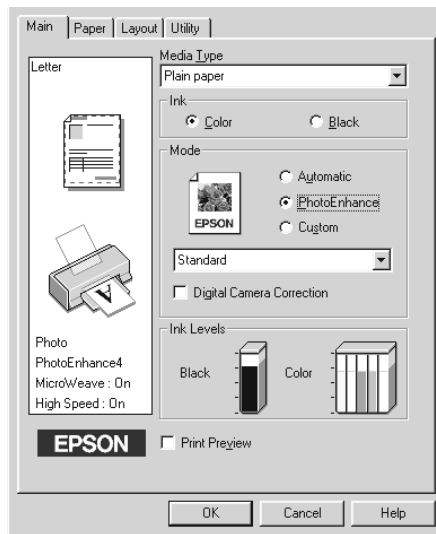 Main
Paper
Layout
Utility
Letter
Media Type
Plain paper
Ink
Color
Black
Mode
EPSON
Automatic
PhotoEnhance
Custom
Standard
Digital Camera Correction
Ink Levels
Black
Color
Photo
PhotoEnhance4
MicroWeave : On
High Speed : On
EPSON
Print Preview
OK
Cancel
Help